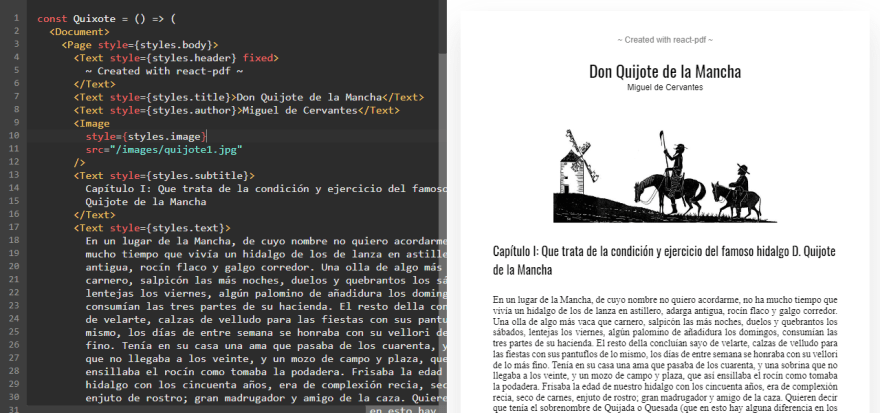 1 const Quixote = () => (
2 <Document>
3 <Page style={styles.body}>
4 <Text style={styles.header} fixed>
5 ~ Created with react-pdf ~
6 </Text>
7 <Text style={styles.title}>Don Quijote de la Mancha</Text>
8 <Text style={styles.author}>Miguel de Cervantes</Text>
9 <Image
10 style={styles.image}
11 src="/images/quijote1.jpg"
12 />
13 <Text style={styles.subtitle}>
14 Capítulo I: Que trata de la condición y ejercicio del famoso
15 Quijote de la Mancha
16 </Text>
17 <Text style={styles.text}>
18 En un lugar de la Mancha, de cuyo nombre no quiero acordarme
19 mucho tiempo que vivía un hidalgo de los de lanza en astille
20 antigua, rocín flaco y galgo corredor. Una olla de algo más
21 carnero, salpicón las más noches, duelos y quebrantos los sá
22 lentejas los viernes, algún palomino de añadidura los doming
23 consumían las tres partes de su hacienda. El resto della con
24 de velarte, calzas de velludo para las fiestas con sus pantu
25 mismo, los días de entre semana se honraba con su vellori de
26 fino. Tenía en su casa una ama que pasaba de los cuarenta, y
27 que no llegaba a los veinte, y un mozo de campo y plaza, que
28 ensillaba el rocín como tomaba la podadera. Frisaba la edad
29 hidalgo con los cincuenta años, era de complexión recia, sec
30 enjuto de rostro; gran madrugador y amigo de la caza. Quiere
31 en esto hay
~ Created with react-pdf ~
Don Quijote de la Mancha
Miguel de Cervantes
Capítulo I: Que trata de la condición y ejercicio del famoso hidalgo D. Quijote
de la Mancha
En un lugar de la Mancha, de cuyo nombre no quiero acordarme, no ha mucho tiempo que
vivía un hidalgo de los de lanza en astillero, adarga antigua, rocín flaco y galgo corredor.
Una olla de algo más vaca que carnero, salpicón las más noches, duelos y quebrantos los
sábados, lentejas los viernes, algún palomino de añadidura los domingos, consumían las
tres partes de su hacienda. El resto della concluían sayo de velarte, calzas de velludo para
las fiestas con sus pantuflos de lo mismo, los días de entre semana se honraba con su vellori
de lo más fino. Tenía en su casa una ama que pasaba de los cuarenta, y una sobrina que no
llegaba a los veinte, y un mozo de campo y plaza, que así ensillaba el rocín como tomaba
la podadera. Frisaba la edad de nuestro hidalgo con los cincuenta años, era de complexión
recia, seco de carnes, enjuto de rostro; gran madrugador y amigo de la caza. Quieren decir
que tenía el sobrenombre de Quijada o Quesada (que en esto hay alguna diferencia en los